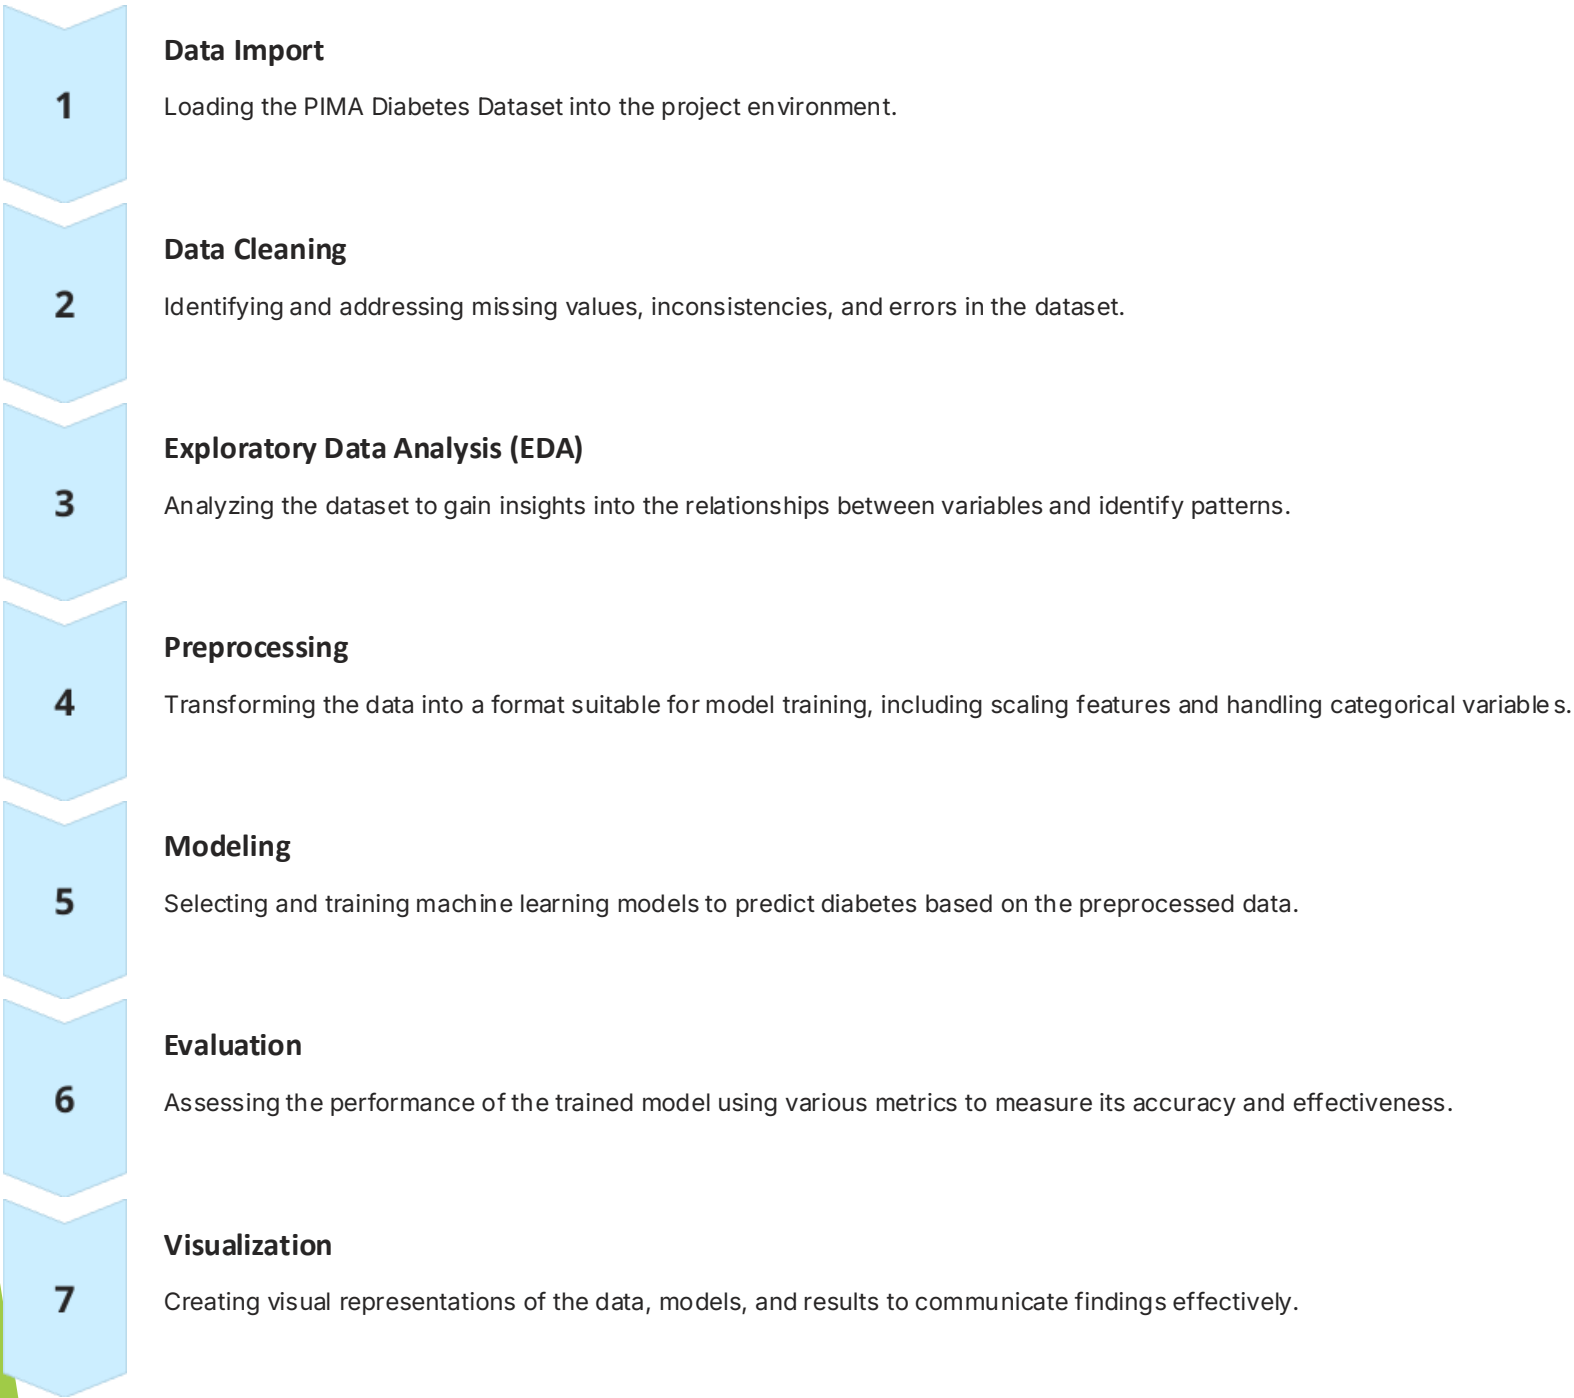 1
Data Import
Loading the PIMA Diabetes Dataset into the project environment.
2
Data Cleaning
Identifying and addressing missing values, inconsistencies, and errors in the dataset.
3
Exploratory Data Analysis (EDA)
Analyzing the dataset to gain insights into the relationships between variables and identify patterns.
4
Preprocessing
Transforming the data into a format suitable for model training, including scaling features and handling categorical variables.
5
Modeling
Selecting and training machine learning models to predict diabetes based on the preprocessed data.
6
Evaluation
Assessing the performance of the trained model using various metrics to measure its accuracy and effectiveness.
7
Visualization
Creating visual representations of the data, models, and results to communicate findings effectively.